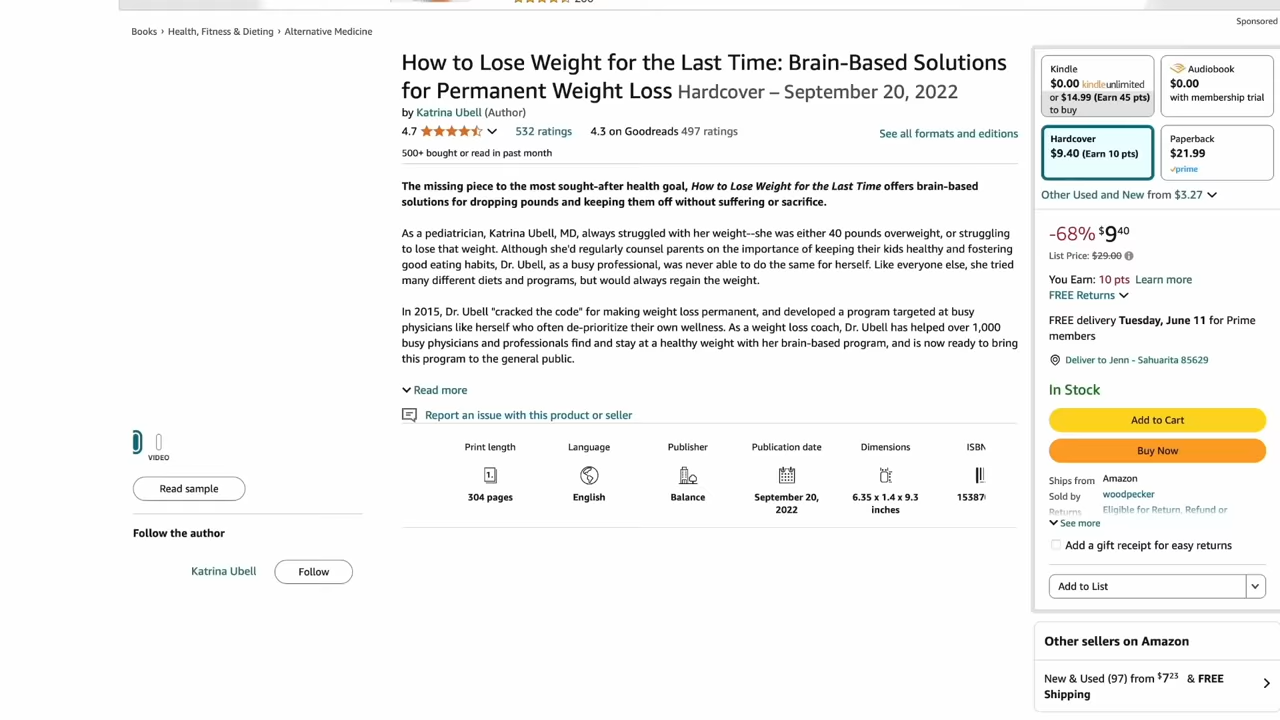 Sponsored
Books › Health, Fitness & Dieting › Alternative Medicine
How to Lose Weight for the Last Time: Brain-Based Solutions
for Permanent Weight Loss Hardcover – September 20, 2022
by Katrina Ubell (Author)
4.7 532 ratings 4.3 on Goodreads 497 ratings
See all formats and editions
500+ bought or read in past month
The missing piece to the most sought-after health goal, How to Lose Weight for the Last Time offers brain-based
solutions for dropping pounds and keeping them off without suffering or sacrifice.
As a pediatrician, Katrina Ubell, MD, always struggled with her weight--she was either 40 pounds overweight, or struggling
to lose that weight. Although she'd regularly counsel parents on the importance of keeping their kids healthy and fostering
good eating habits, Dr. Ubell, as a busy professional, was never able to do the same for herself. Like everyone else, she tried
many different diets and programs, but would always regain the weight.
In 2015, Dr. Ubell "cracked the code" for making weight loss permanent, and developed a program targeted at busy
physicians like herself who often de-prioritize their own wellness. As a weight loss coach, Dr. Ubell has helped over 1,000
busy physicians and professionals find and stay at a healthy weight with her brain-based program, and is now ready to bring
this program to the general public.
Read more
Report an issue with this product or seller
Print length
1.
304 pages
Language
English
Publisher
Balance
Publication date
September 20,
2022
Dimensions
6.35 x 1.4 x 9.3
inches
ISBN
15387
VIDEO
Read sample
Follow the author
Katrina Ubell
Follow
Kindle
$0.00 kindleunlimited
or $14.99 (Earn 45 pts)
to buy
Audiobook
$0.00
with membership trial
Hardcover
$9.40 (Earn 10 pts)
Paperback
$21.99
prime
Other Used and New from $3.27
-68% $9 40
List Price: $29.00
You Earn: 10 pts Learn more
FREE Returns
FREE delivery Tuesday, June 11 for Prime
members
Deliver to Jenn - Sahuarita 85629
In Stock
Add to Cart
Buy Now
Ships from Amazon
Sold by woodpecker
Returns Eligible for Return, Refund or
See more
Add a gift receipt for easy returns
Add to List
Other sellers on Amazon
New & Used (97) from $7 23 & FREE
Shipping